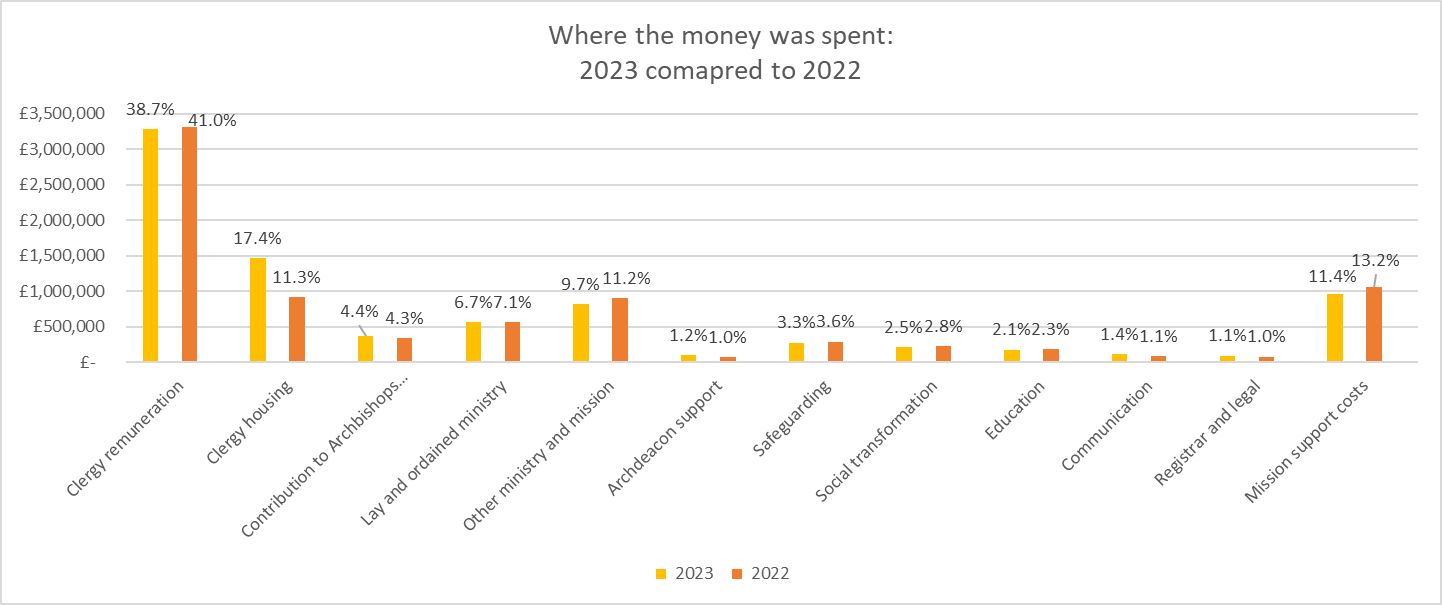 Where the money was spent:
2023 comapred to 2022
£3,500,000
£3,000,000
£2,500,000
£2,000,000
£1,500,000
£1,000,000
£500,000
£-
38.7%
41.0%
17.4%
11.3%
4.4%
4.3%
6.7%
7.1%
9.7%
11.2%
1.2%
1.0%
3.3%
3.6%
2.5%
2.8%
2.1%
2.3%
1.4%
1.1%
1.1%
1.0%
11.4%
13.2%
Clergy remuneration
Clergy housing
Contribution to Archbishops...
Lay and ordained ministry
Other ministry and mission
Archdeacon support
Safeguarding
Social transformation
Education
Communication
Registrar and legal
Mission support costs
2023
2022